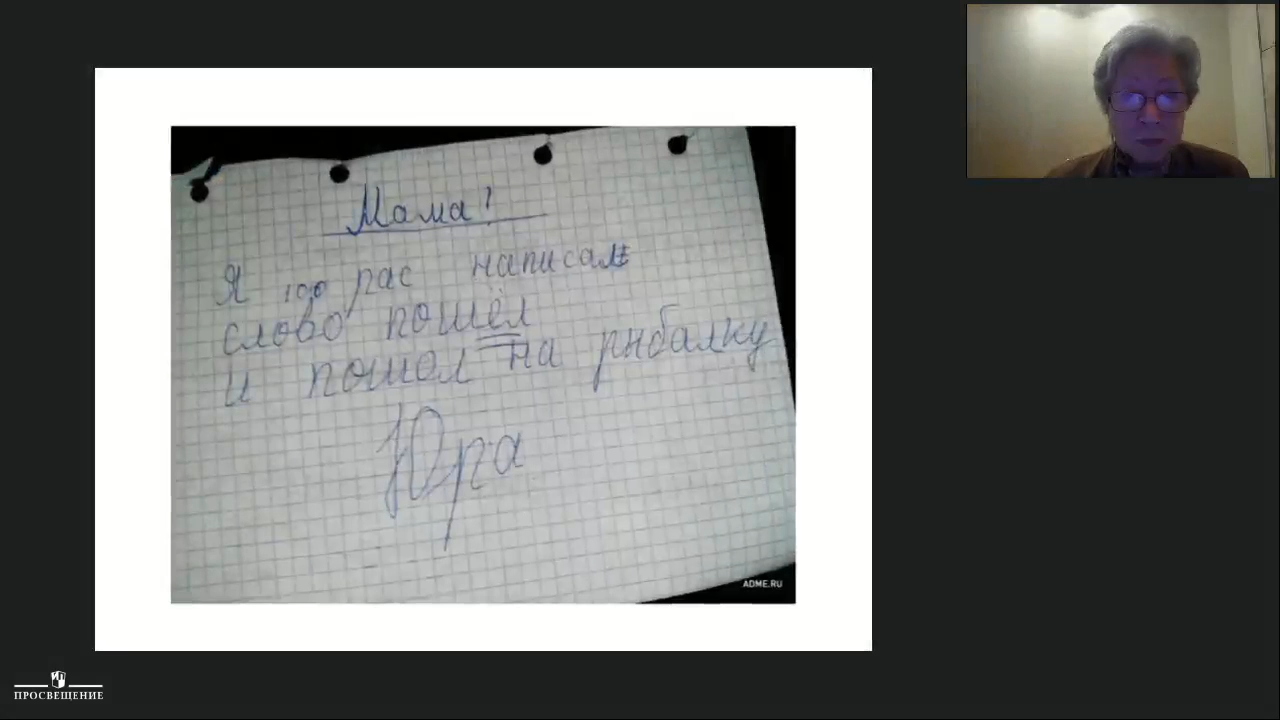 Мама!
Я 100 рас написал
слово пошёл
и пошол на рыбалку
Юра
ADME.RU
ПРОСВЕЩЕНИЕ